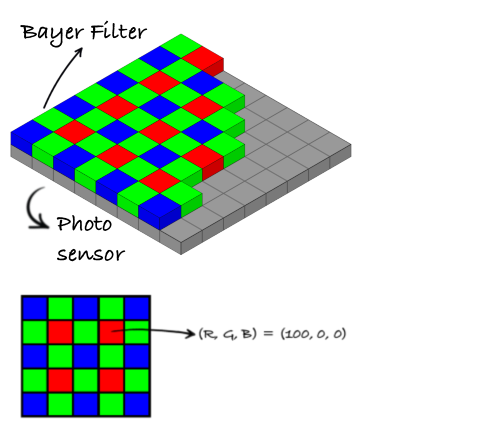 Bayer Filter
Photo
sensor
(R, G, B) = (100, 0, 0)